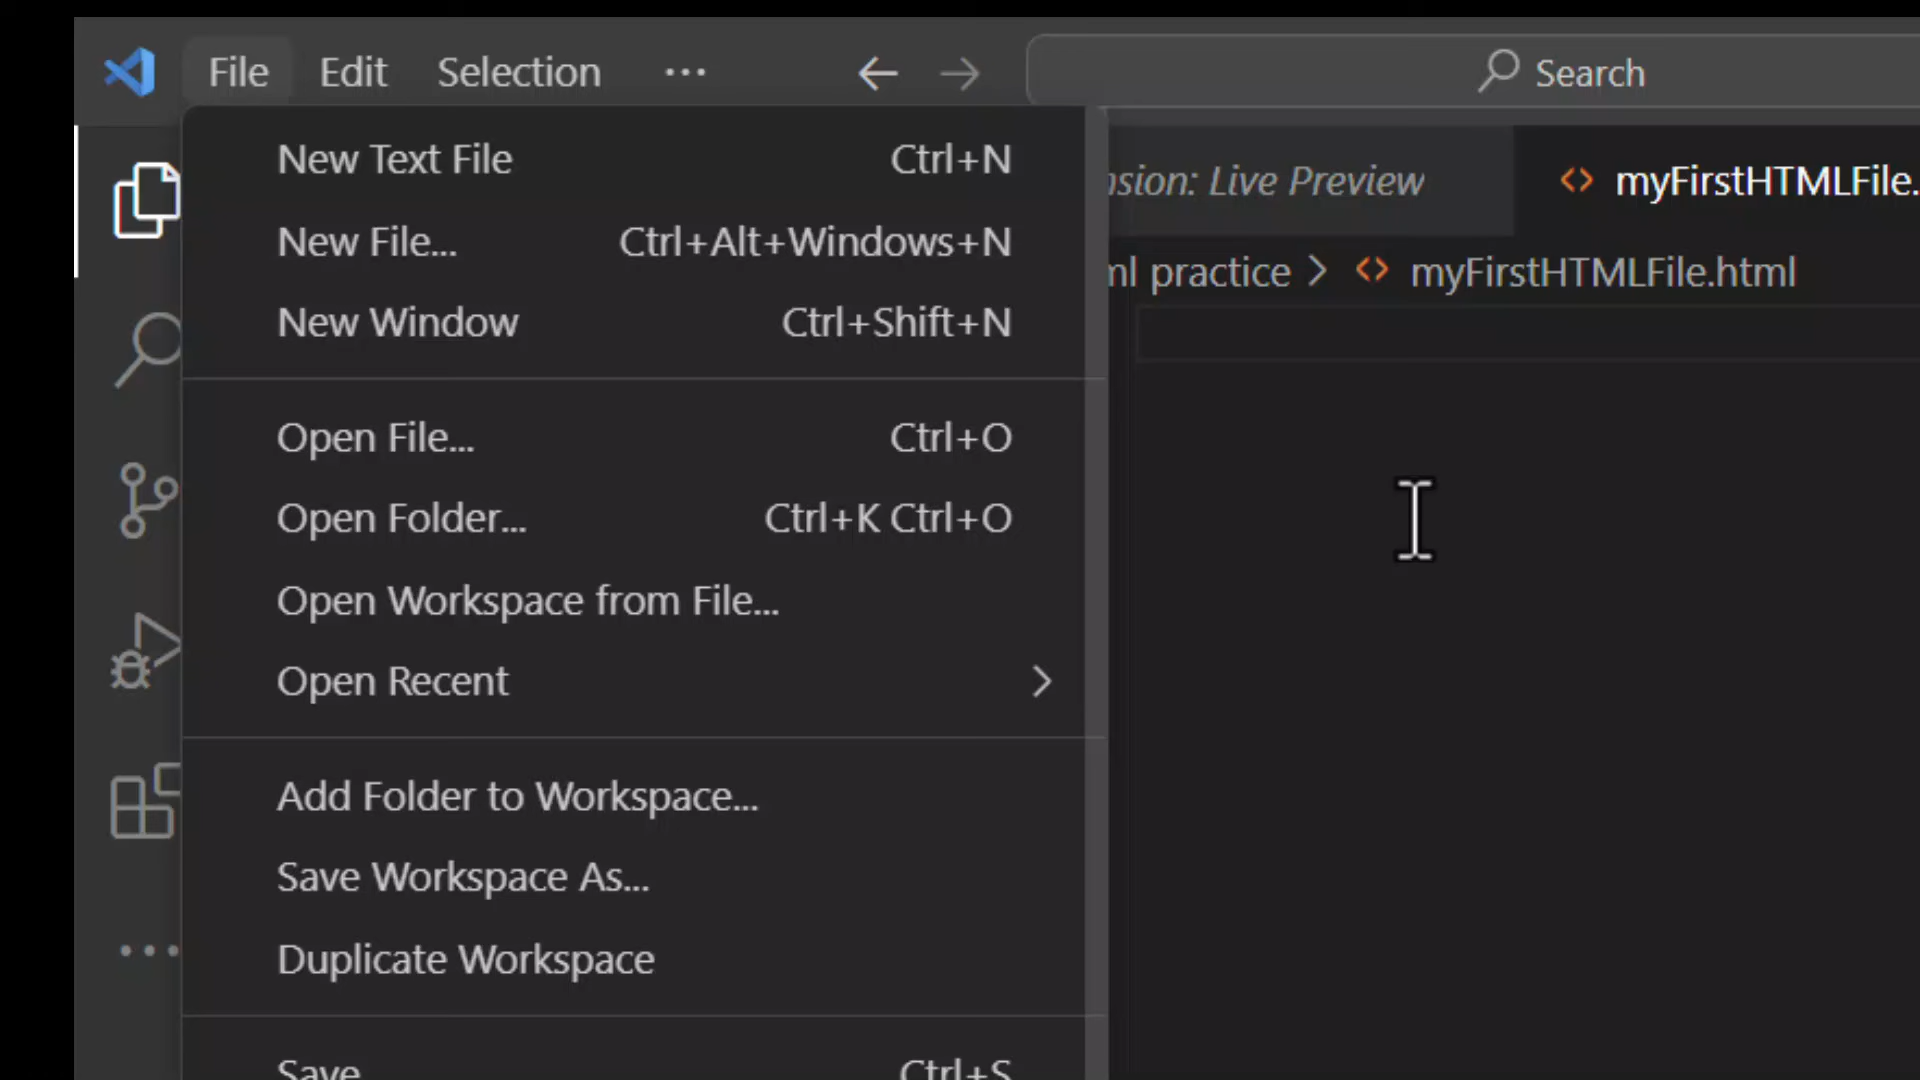 File Edit Selection ··· Search
New Text File Ctrl+N
New File... Ctrl+Alt+Windows+N
New Window Ctrl+Shift+N
Open File... Ctrl+O
Open Folder... Ctrl+K Ctrl+O
Open Workspace from File...
Open Recent
Add Folder to Workspace...
Save Workspace As...
Duplicate Workspace
Save Ctrl+S
nsion: Live Preview myFirstHTMLFile.
ml practice > myFirstHTMLFile.html